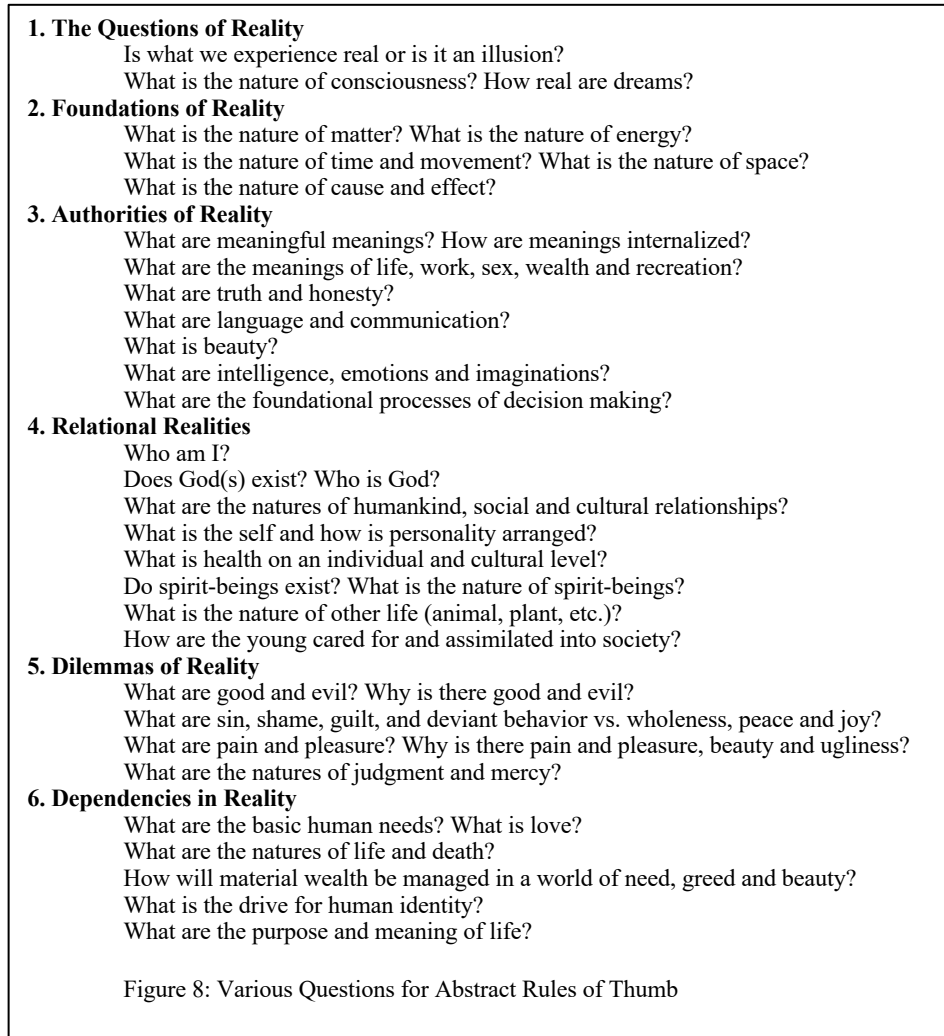 1. The Questions of Reality
Is what we experience real or is it an illusion?
What is the nature of consciousness? How real are dreams?
2. Foundations of Reality
What is the nature of matter? What is the nature of energy?
What is the nature of time and movement? What is the nature of space?
What is the nature of cause and effect?
3. Authorities of Reality
What are meaningful meanings? How are meanings internalized?
What are the meanings of life, work, sex, wealth and recreation?
What are truth and honesty?
What are language and communication?
What is beauty?
What are intelligence, emotions and imaginations?
What are the foundational processes of decision making?
4. Relational Realities
Who am I?
Does God(s) exist? Who is God?
What are the natures of humankind, social and cultural relationships?
What is the self and how is personality arranged?
What is health on an individual and cultural level?
Do spirit-beings exist? What is the nature of spirit-beings?
What is the nature of other life (animal, plant, etc.)?
How are the young cared for and assimilated into society?
5. Dilemmas of Reality
What are good and evil? Why is there good and evil?
What are sin, shame, guilt, and deviant behavior vs. wholeness, peace and joy?
What are pain and pleasure? Why is there pain and pleasure, beauty and ugliness?
What are the natures of judgment and mercy?
6. Dependencies in Reality
What are the basic human needs? What is love?
What are the natures of life and death?
How will material wealth be managed in a world of need, greed and beauty?
What is the drive for human identity?
What are the purpose and meaning of life?
Figure 8: Various Questions for Abstract Rules of Thumb